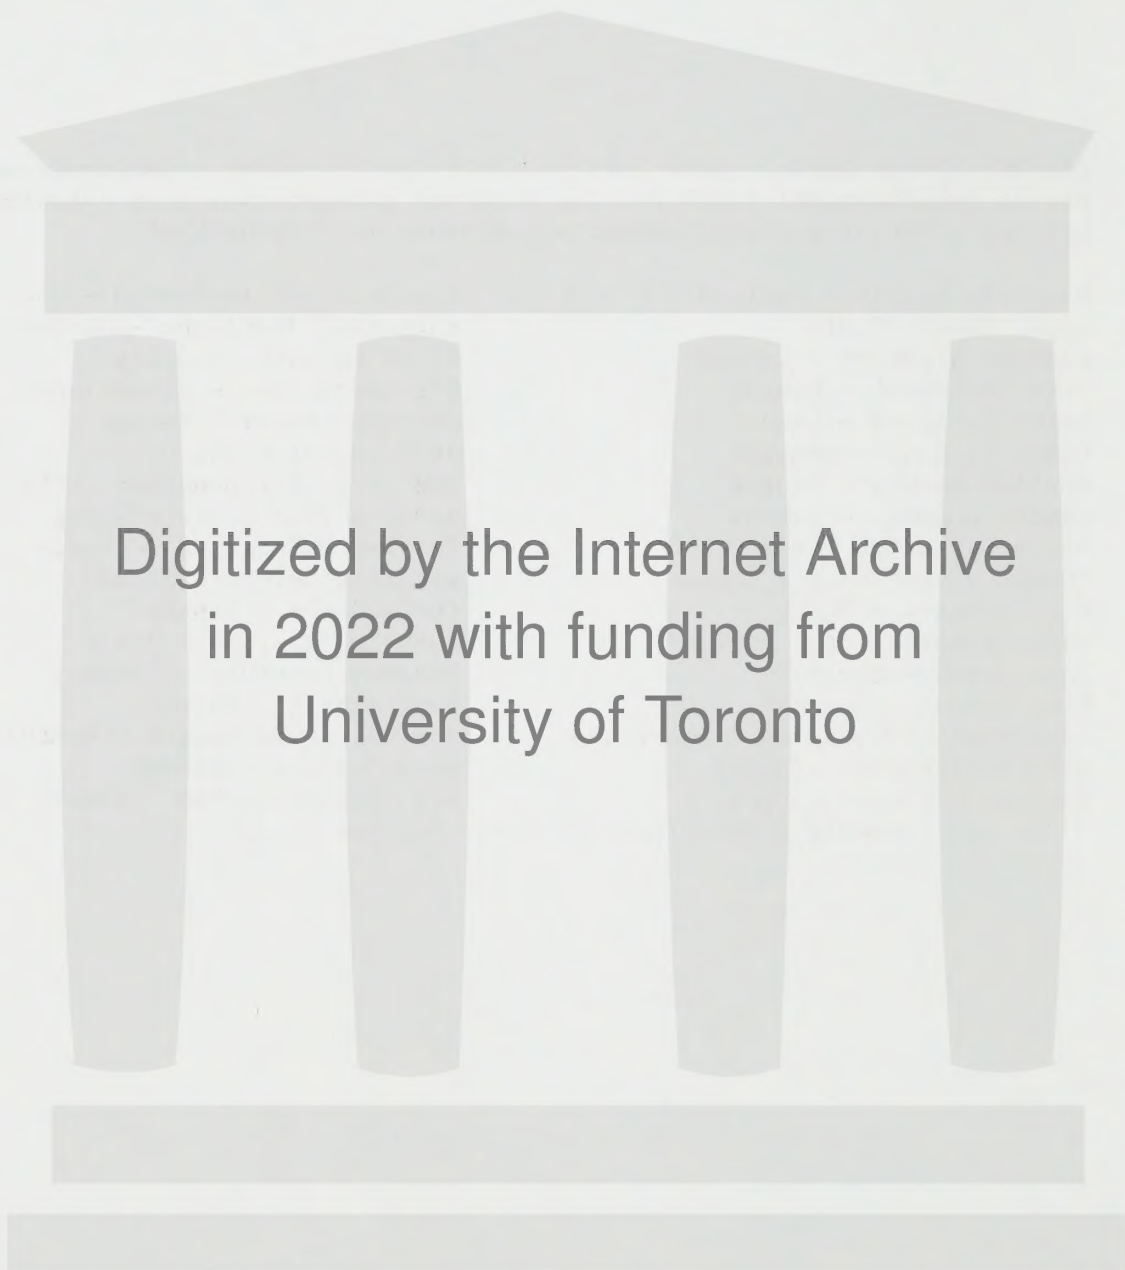 Digitized by the Internet Archive
in 2022 with funding from
University of Toronto